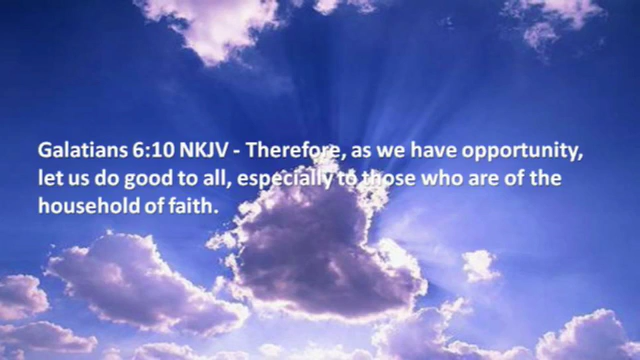 Galatians 6:10 NKJV - Therefore, as we have opportunity,
let us do good to all, especially to those who are of the
household of faith.